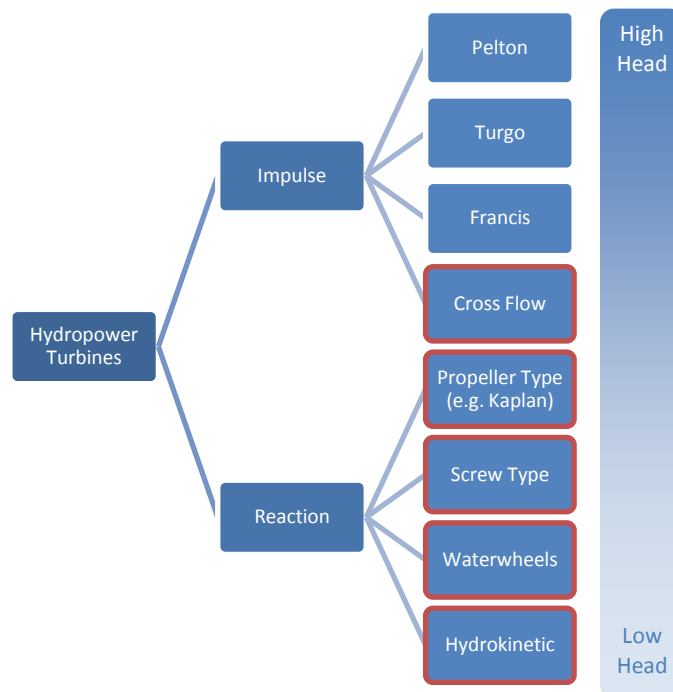 Pelton
High
Head
Turgo
Impulse
Francis
Cross Flow
Hydropower
Turbines
Propeller Type
(e.g. Kaplan)
Screw Type
Reaction
Waterwheels
Hydrokinetic
Low
Head